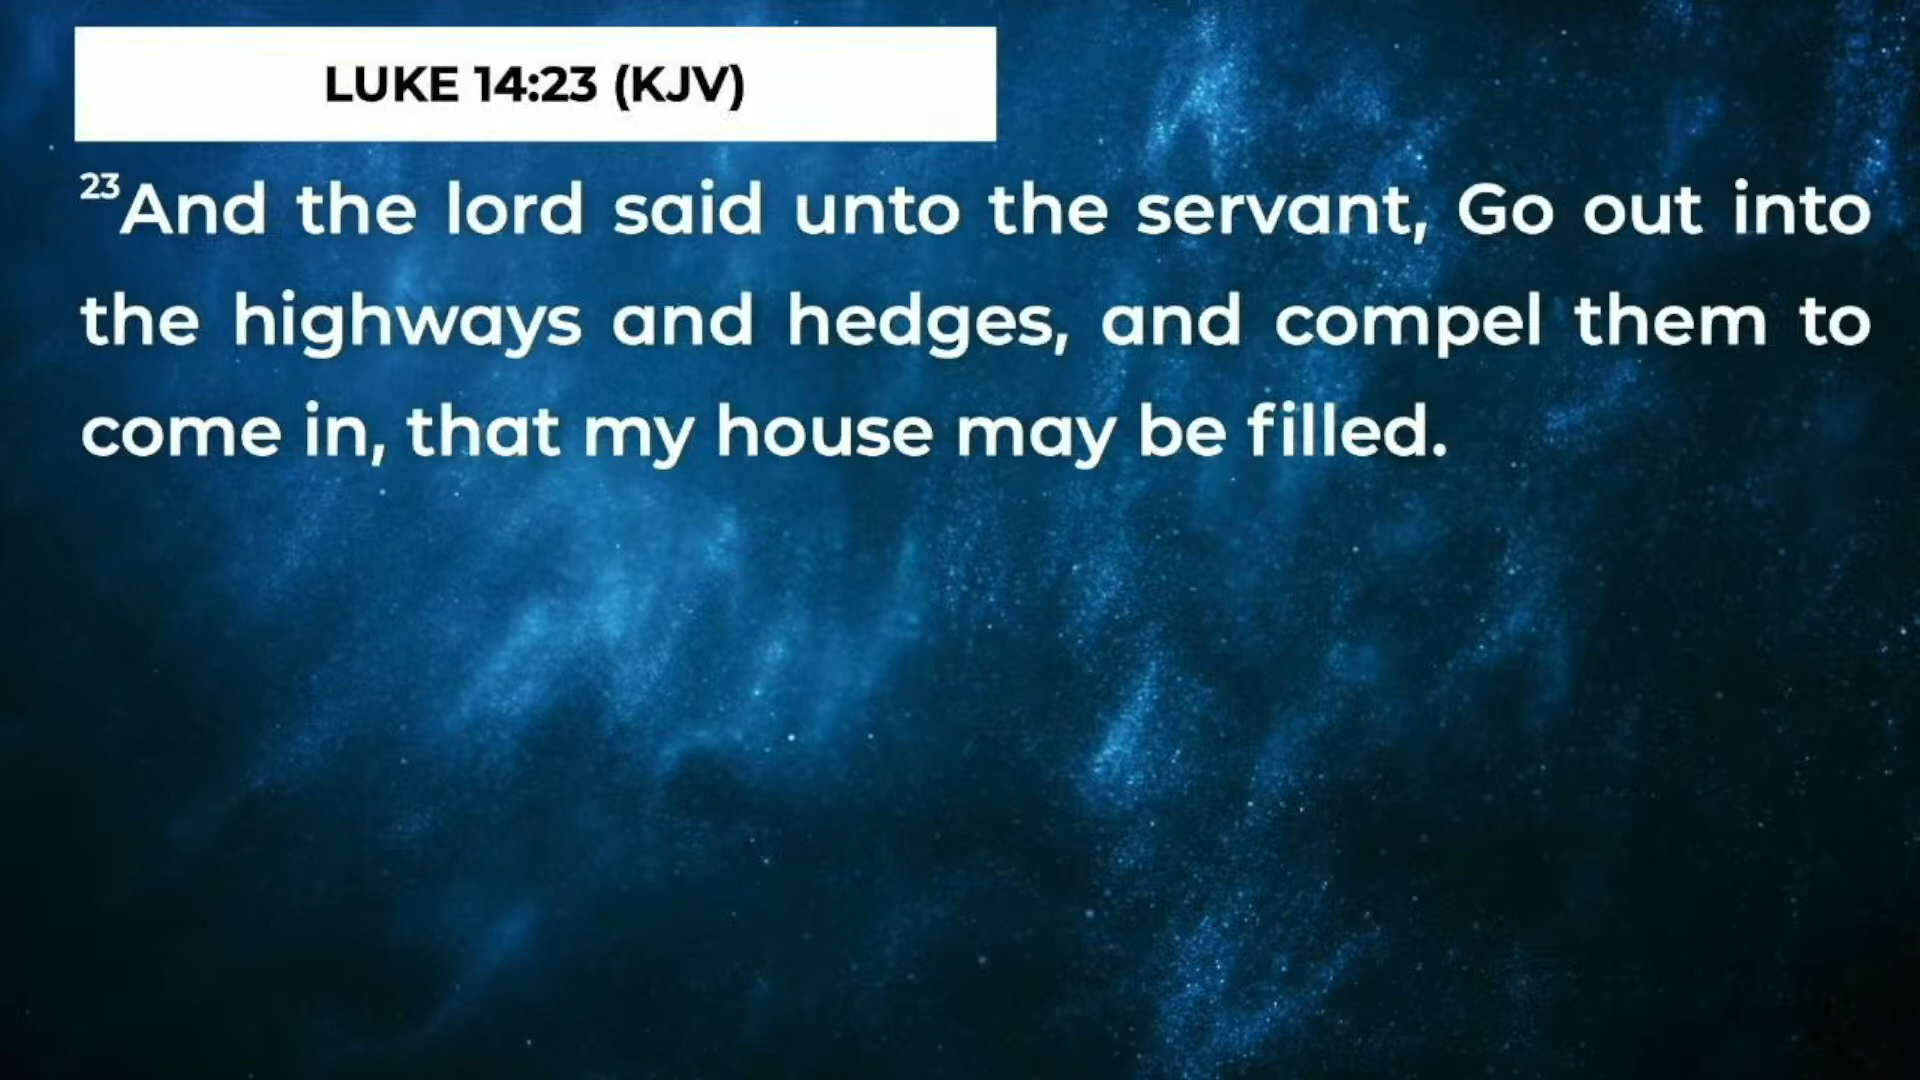 LUKE 14:23 (KJV)
23And the lord said unto the servant, Go out into
the highways and hedges, and compel them to
come in, that my house may be filled.